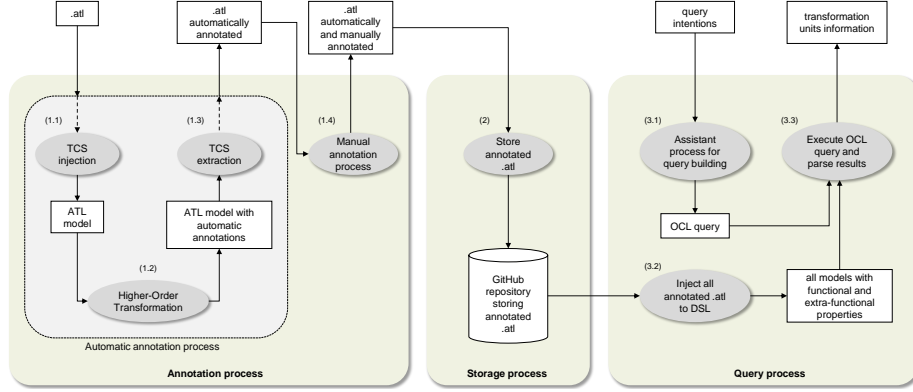 .atl
.atl
automatically
annotated
.atl
automatically
and manually
annotated
query
intentions
transformation
units information
(1.1)
TCS
injection
(1.3)
TCS
extraction
(1.4)
Manual
annotation
process
(2)
Store
annotated
.atl
(3.1)
Assistant
process for
query building
(3.3)
Execute OCL
query and
parse results
ATL
model
ATL model with
automatic
annotations
OCL query
(1.2)
Higher-Order
Transformation
GitHub
repository
storing
annotated
.atl
(3.2)
Inject all
annotated .atl
to DSL
all models with
functional and
extra-functional
properties
Automatic annotation process
Annotation process
Storage process
Query process